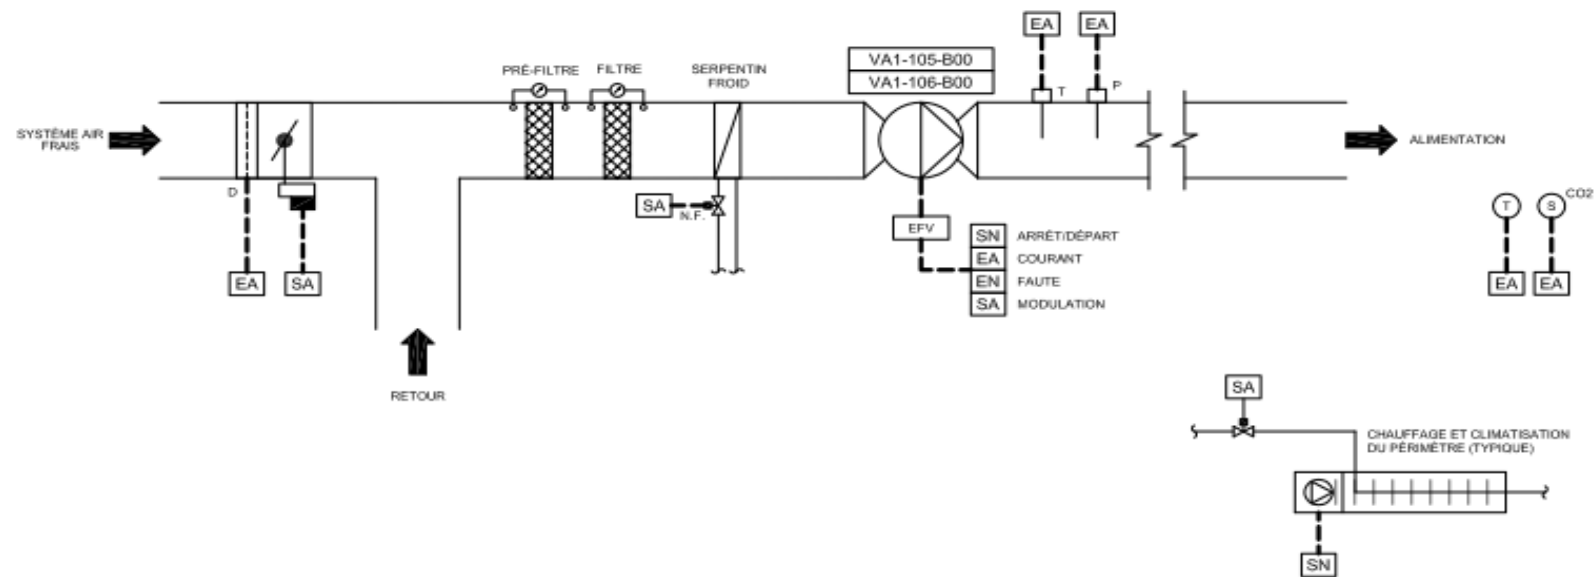 EA
EA
VA1-105-B00
VA1-106-B00
PRÉ-FILTRE
FILTRE
SERPENTIN
FROID
T
P
SYSTÈME AIR
FRAIS
ALIMENTATION
D
SA
N.F.
EFV
SN ARRÊT/DÉPART
EA COURANT
EN FAUTE
SA MODULATION
T
S
CO2
EA
SA
EA
EA
RETOUR
SA
CHAUFFAGE ET CLIMATISATION
DU PÉRIMÈTRE (TYPIQUE)
SN